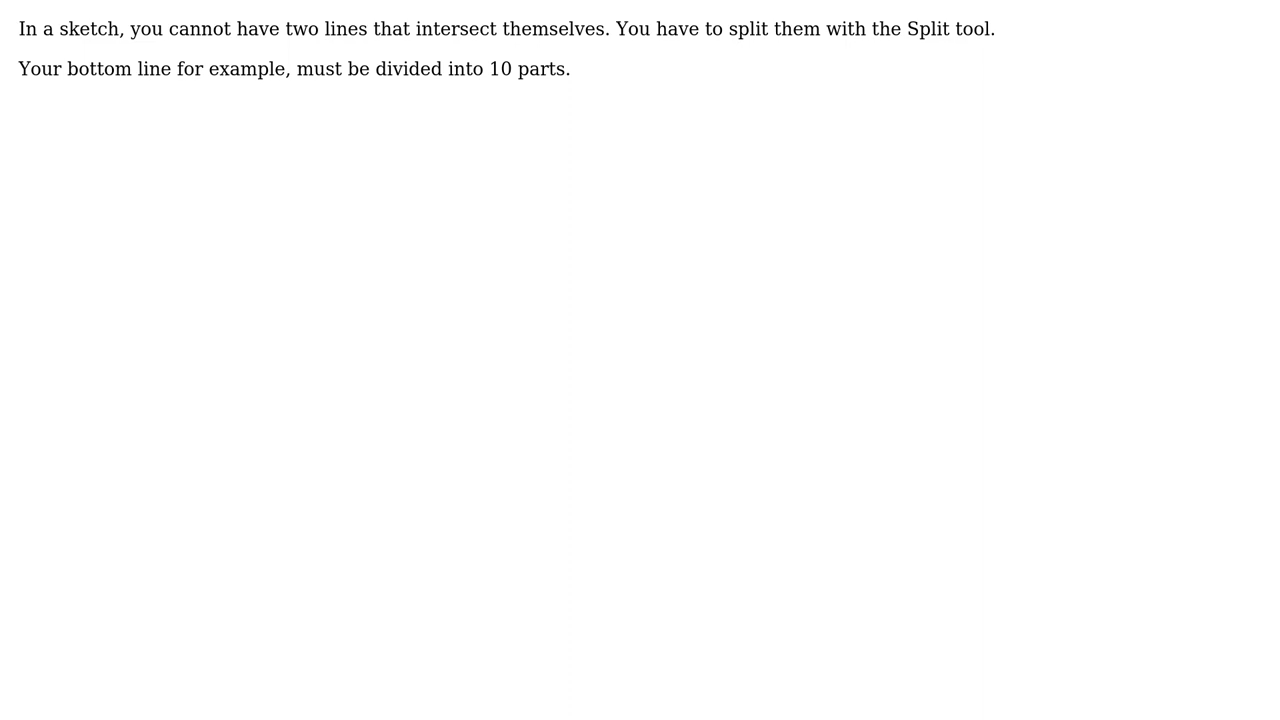 In a sketch, you cannot have two lines that intersect themselves. You have to split them with the Split tool.
Your bottom line for example, must be divided into 10 parts.